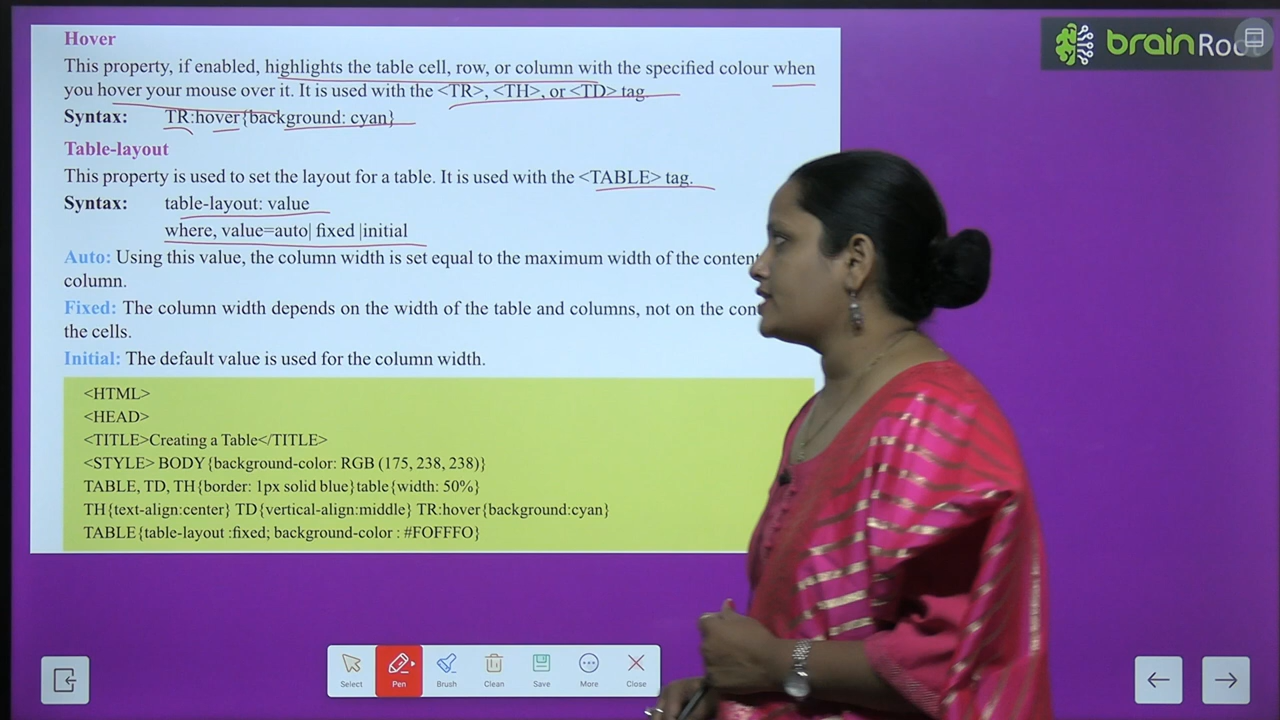 Hover
This property, if enabled, highlights the table cell, row, or column with the specified colour when
you hover your mouse over it. It is used with the <TR>, <TH>, or <TD> tag.
Syntax: TR:hover{background: cyan}
Table-layout
This property is used to set the layout for a table. It is used with the <TABLE> tag.
Syntax: table-layout: value
where, value=auto| fixed |initial
Auto: Using this value, the column width is set equal to the maximum width of the
column.
Fixed: The column width depends on the width of the table and columns, not on the
the cells.
Initial: The default value is used for the column width.
<HTML>
<HEAD>
<TITLE>Creating a Table</TITLE>
<STYLE> BODY{background-color: RGB (175, 238, 238)}
TABLE, TD, TH{border: 1px solid blue}table{width: 50%}
TH{text-align:center} TD{vertical-align:middle} TR:hover{background:cyan}
TABLE{table-layout :fixed; background-color : #FOFFFO}
brain
Select Pen Brush Clean Save More Close